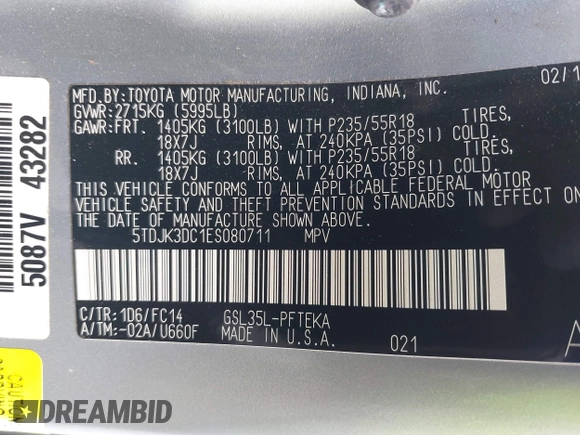 MFD.BY:TOYOTA MOTOR MANUFACTURING, INDIANA, INC. 02/1
GVWR:2715KG (5995LB)
GAWR:FRT. 1405KG (3100LB) WITH P235/55R18 TIRES,
18X7J RIMS, AT 240KPA (35PSI) COLD.
RR. 1405KG (3100LB) WITH P235/55R18 TIRES,
18X7J RIMS, AT 240KPA (35PSI) COLD.
THIS VEHICLE CONFORMS TO ALL APPLICABLE FEDERAL MOTOR
VEHICLE SAFETY AND THEFT PREVENTION STANDARDS IN EFFECT ON
THE DATE OF MANUFACTURE SHOWN ABOVE.
5TDJK3DC1ES080711 MPV
C/TR:1D6/FC14 GSL35L-PFTEKA
A/TM:-02A/U660F MADE IN U.S.A. 021 A
5087V 43282
CAUTION
DREAMBID